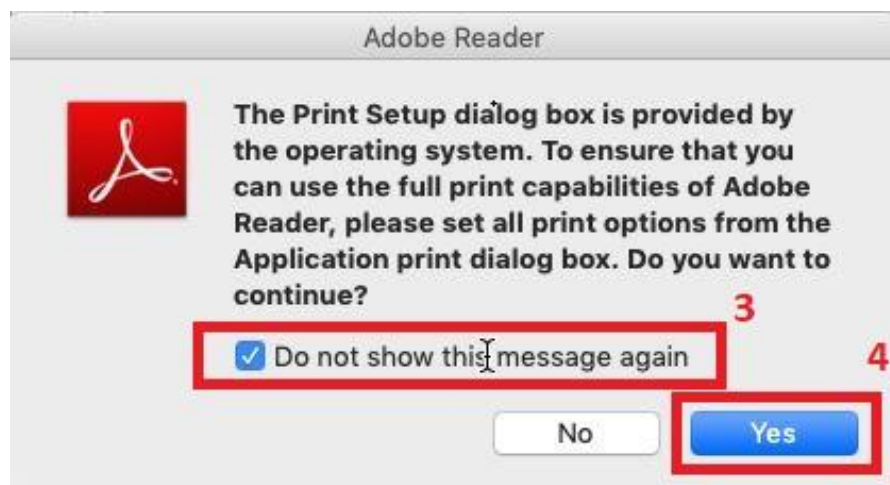 Adobe Reader
The Print Setup dialog box is provided by
the operating system. To ensure that you
can use the full print capabilities of Adobe
Reader, please set all print options from the
Application print dialog box. Do you want to
continue?
3
Do not show this message again
4
No
Yes